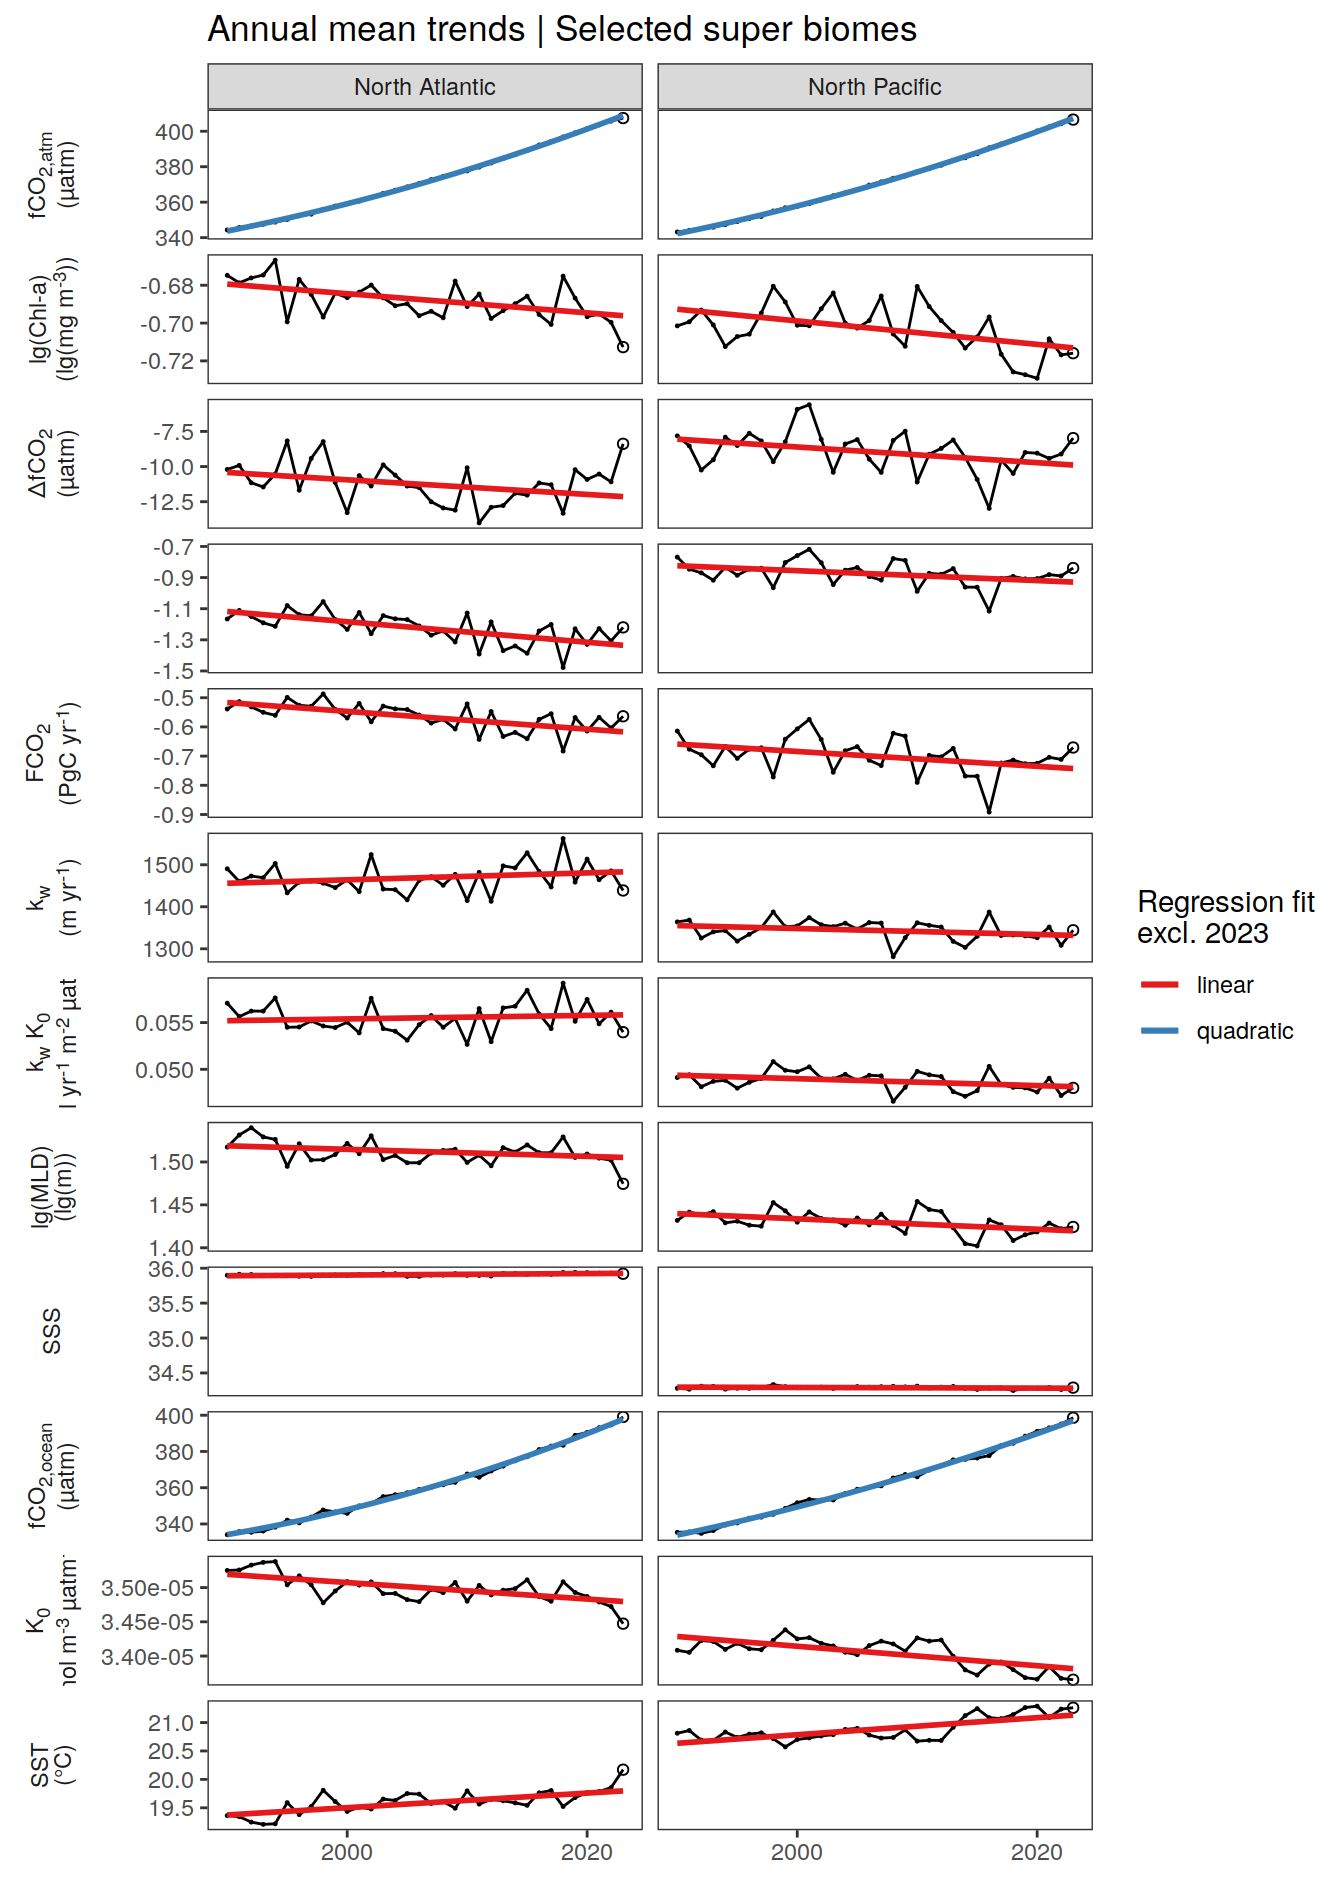 Annual mean trends | Selected super biomes
North Atlantic
North Pacific
fCO2,atm
(µatm)
400
380
360
340
lg(Chl-a)
(lg(mg m-3))
-0.68
-0.70
-0.72
ΔfCO2
(µatm)
-7.5
-10.0
-12.5
-0.7
-0.9
-1.1
-1.3
-1.5
FCO2
(PgC yr-1)
-0.5
-0.6
-0.7
-0.8
-0.9
kw
(m yr-1)
1500
1400
1300
kw K0
l yr-1 m-2 µat
0.055
0.050
lg(MLD)
(lg(m))
1.50
1.45
1.40
SSS
36.0
35.5
35.0
34.5
fCO2,ocean
(µatm)
400
380
360
340
K0
nol m-3 µatm-
3.50e-05
3.45e-05
3.40e-05
SST
(°C)
21.0
20.5
20.0
19.5
2000
2020
2000
2020
Regression fit
excl. 2023
linear
quadratic